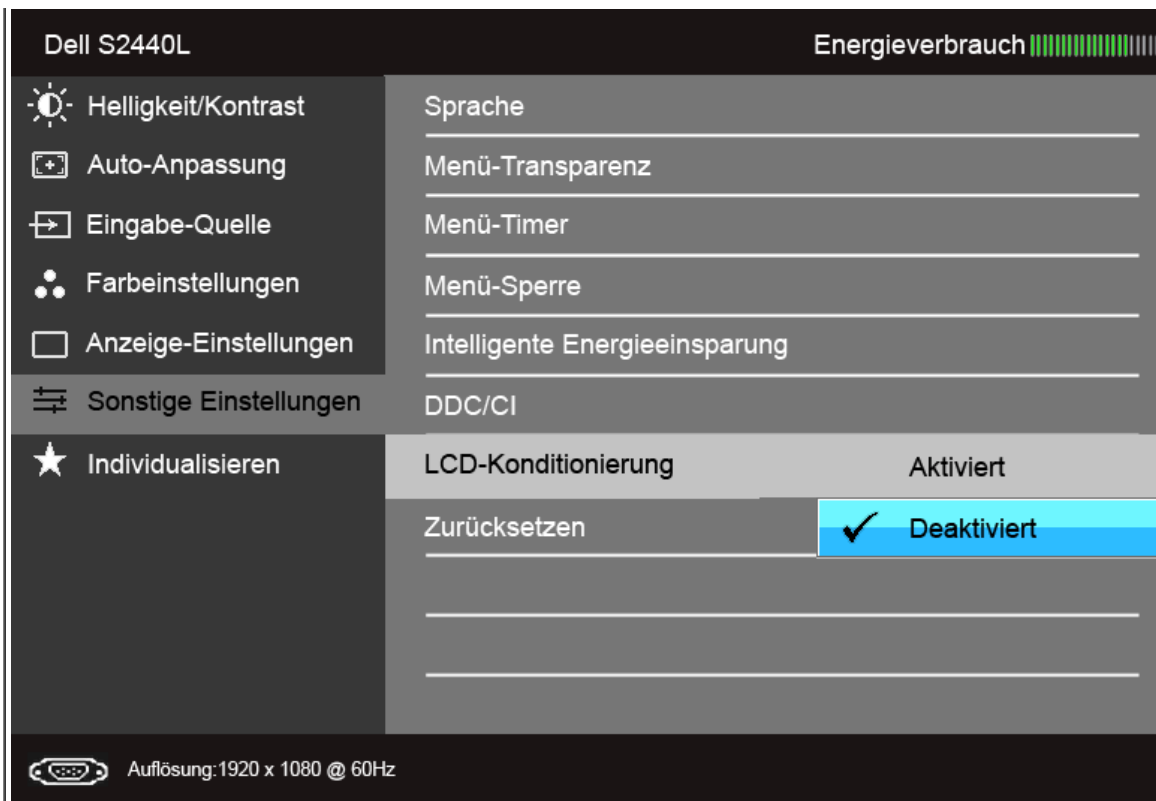 Dell S2440L Energieverbrauch
Helligkeit/Kontrast
Auto-Anpassung
Eingabe-Quelle
Farbeinstellungen
Anzeige-Einstellungen
Sonstige Einstellungen
Individualisieren
Sprache
Menü-Transparenz
Menü-Timer
Menü-Sperre
Intelligente Energieeinsparung
DDC/CI
LCD-Konditionierung Aktiviert
Zurücksetzen Deaktiviert
Auflösung:1920 x 1080 @ 60Hz